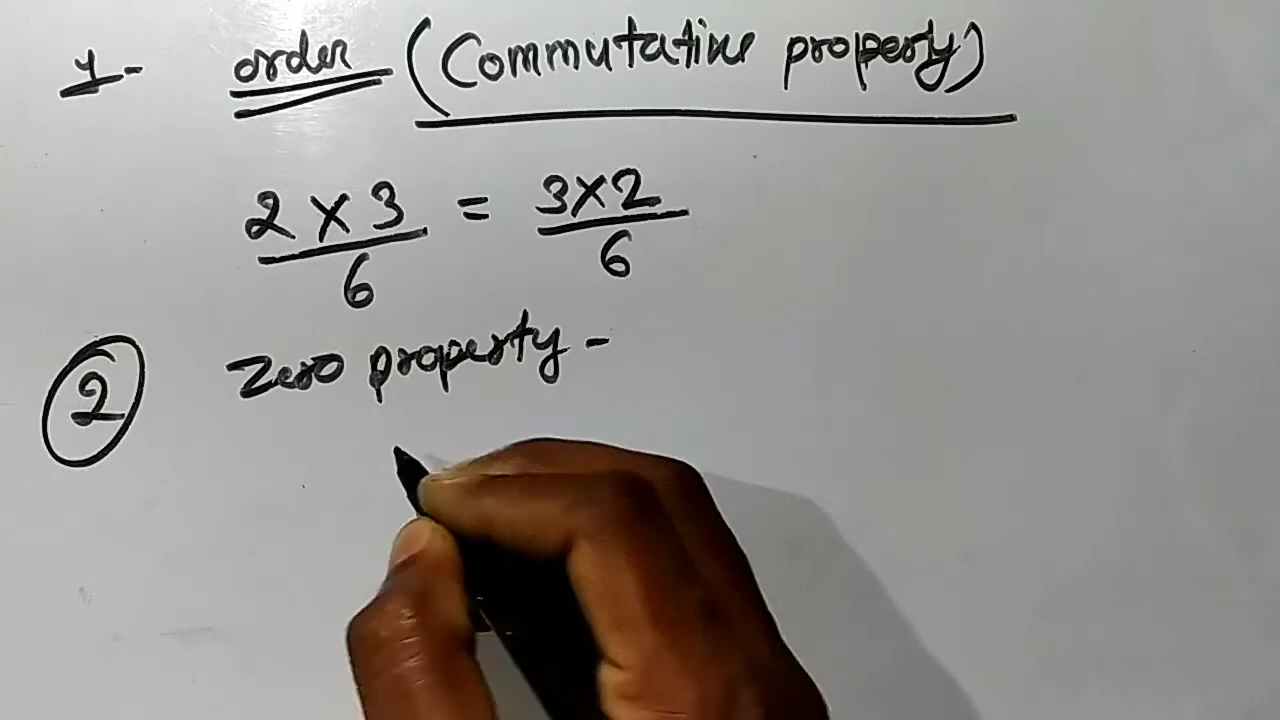 1- order (Commutative property)
2 × 3 = 3×2
6 6
2 Zero property -